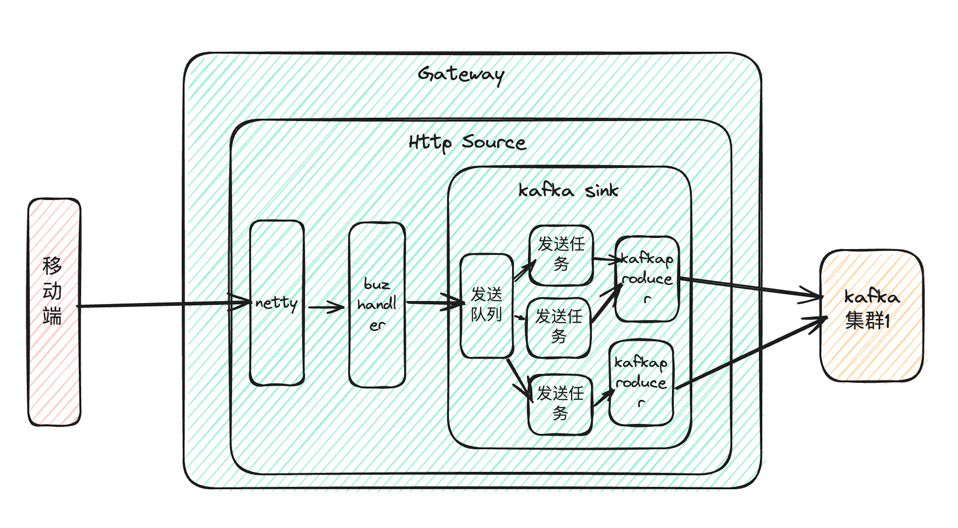 Gateway
Http Source
kafka sink
移
动
端
netty
buz
handl
er
发送
队列
发送任
务
发送任
务
发送任
务
kafkap
roduce
r
kafkap
roduce
r
kafka
集群1